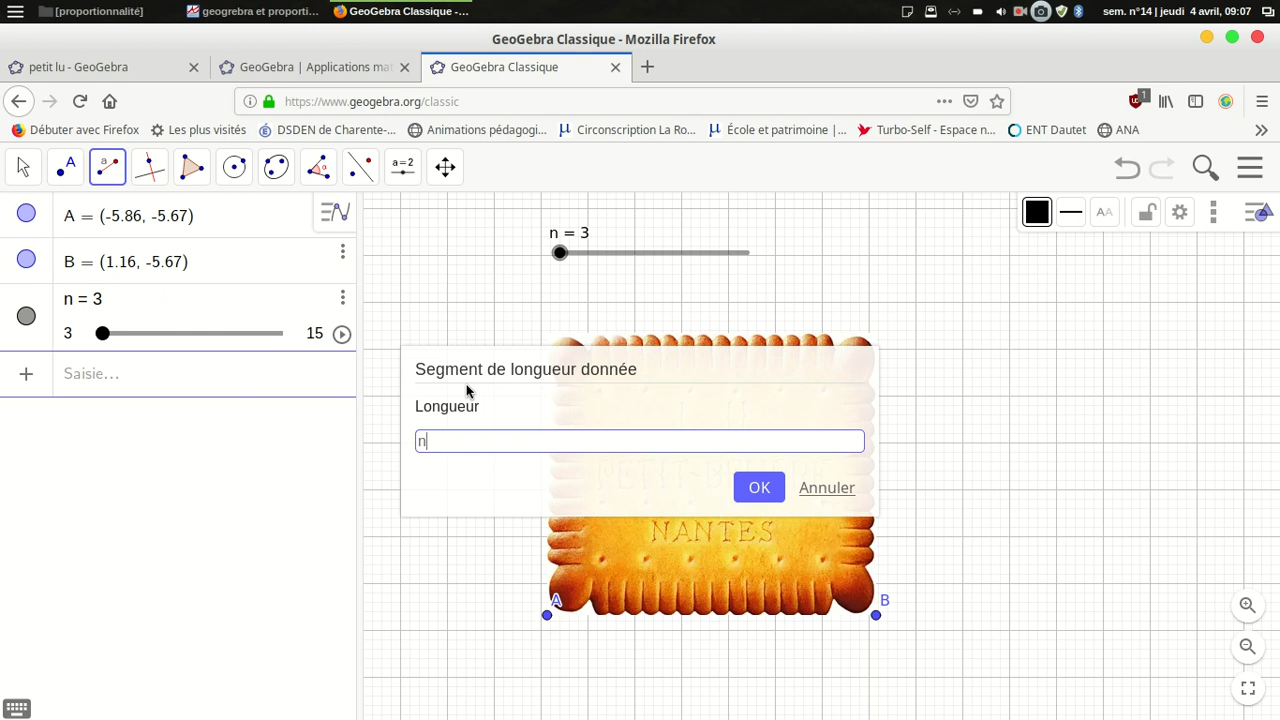 [proportionnalité]
geogrebra et proporti...
GeoGebra Classique -...
sem. n°14 | jeudi 4 avril, 09:07
GeoGebra Classique - Mozilla Firefox
petit lu - GeoGebra
GeoGebra | Applications mat
GeoGebra Classique
https://www.geogebra.org/classic
1
Débuter avec Firefox
Les plus visités
DSDEN de Charente-...
Animations pédagogi...
Circonscription La Ro...
École et patrimoine |...
Turbo-Self - Espace n...
ENT Dautet
ANA
A
a
a=2
A = (-5.86, -5.67)
B = (1.16, -5.67)
n = 3
3
15
Saisie...
n = 3
AA
Segment de longueur donnée
Longueur
n
OK
Annuler
NANTES
A
B